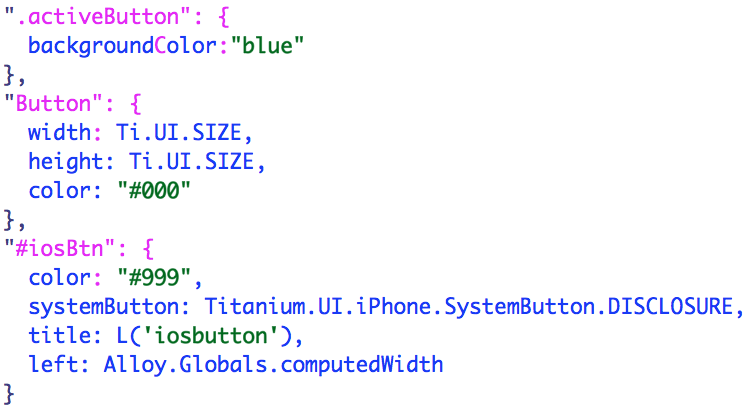 ".activeButton": {
  backgroundColor:"blue"
},
"Button": {
  width: Ti.UI.SIZE,
  height: Ti.UI.SIZE,
  color: "#000"
},
"#iosBtn": {
  color: "#999",
  systemButton: Titanium.UI.iPhone.SystemButton.DISCLOSURE,
  title: L('iosbutton'),
  left: Alloy.Globals.computedWidth
}